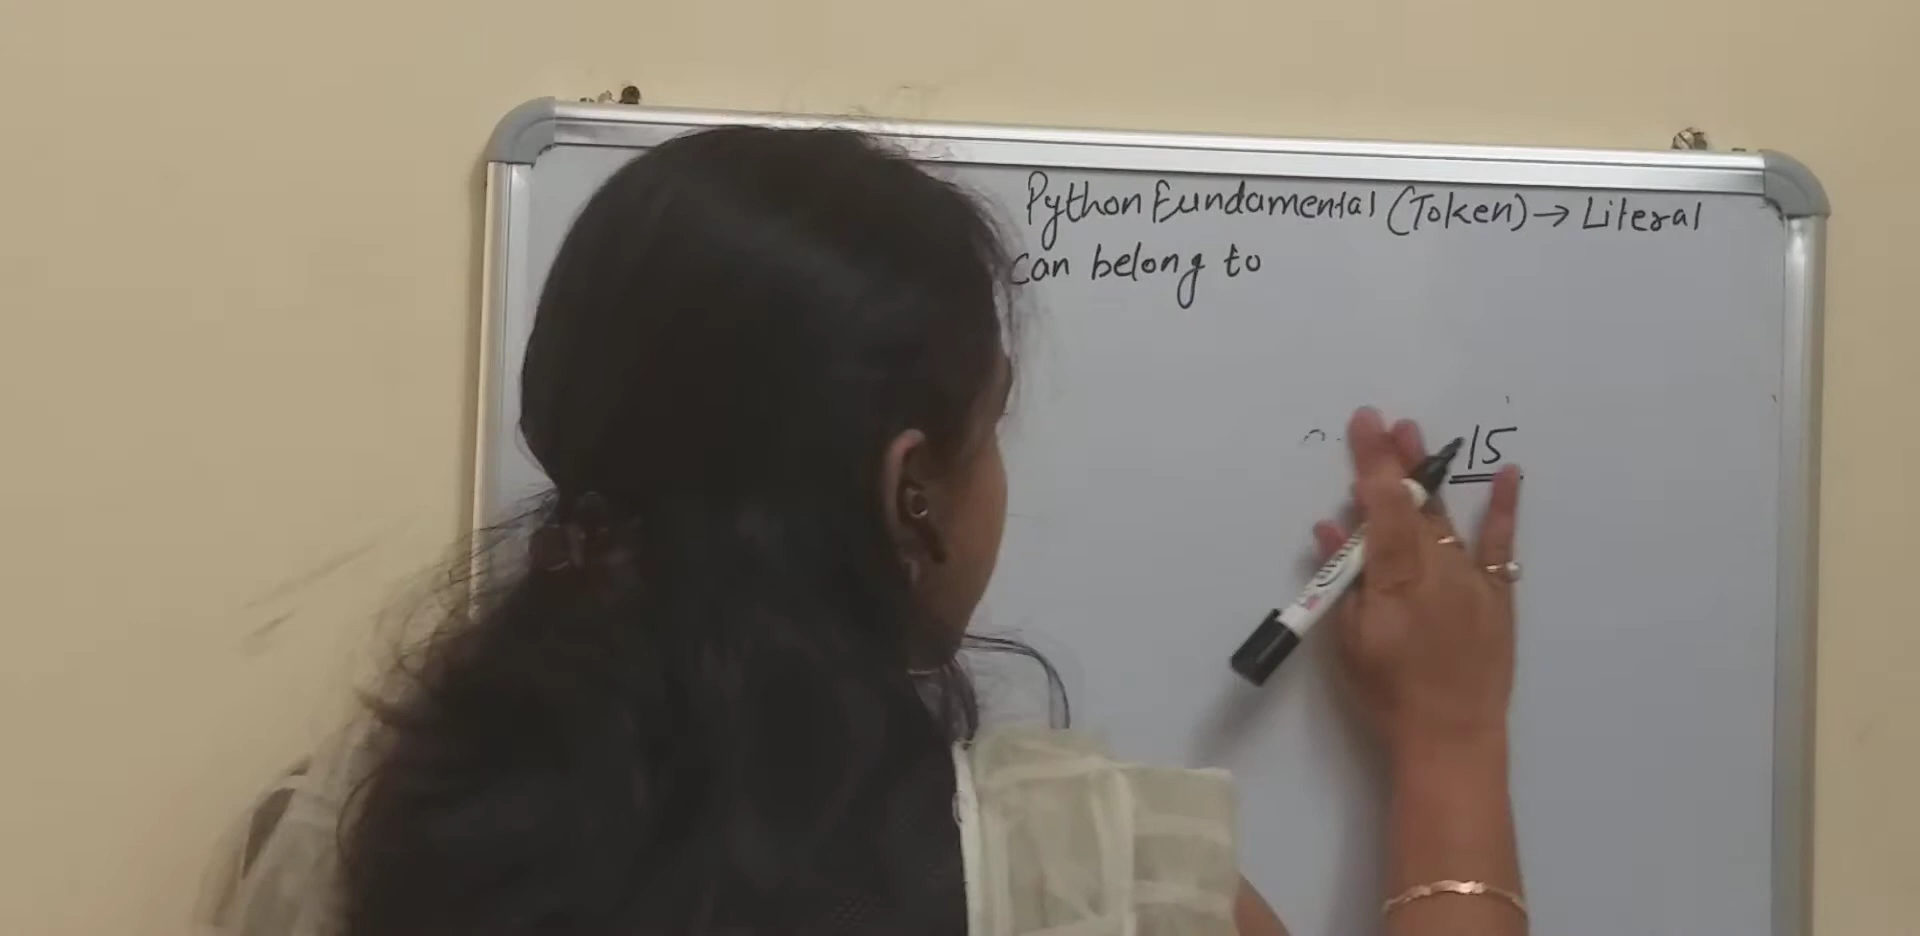 Python Fundamental (Token) → Literal
can belong to
15